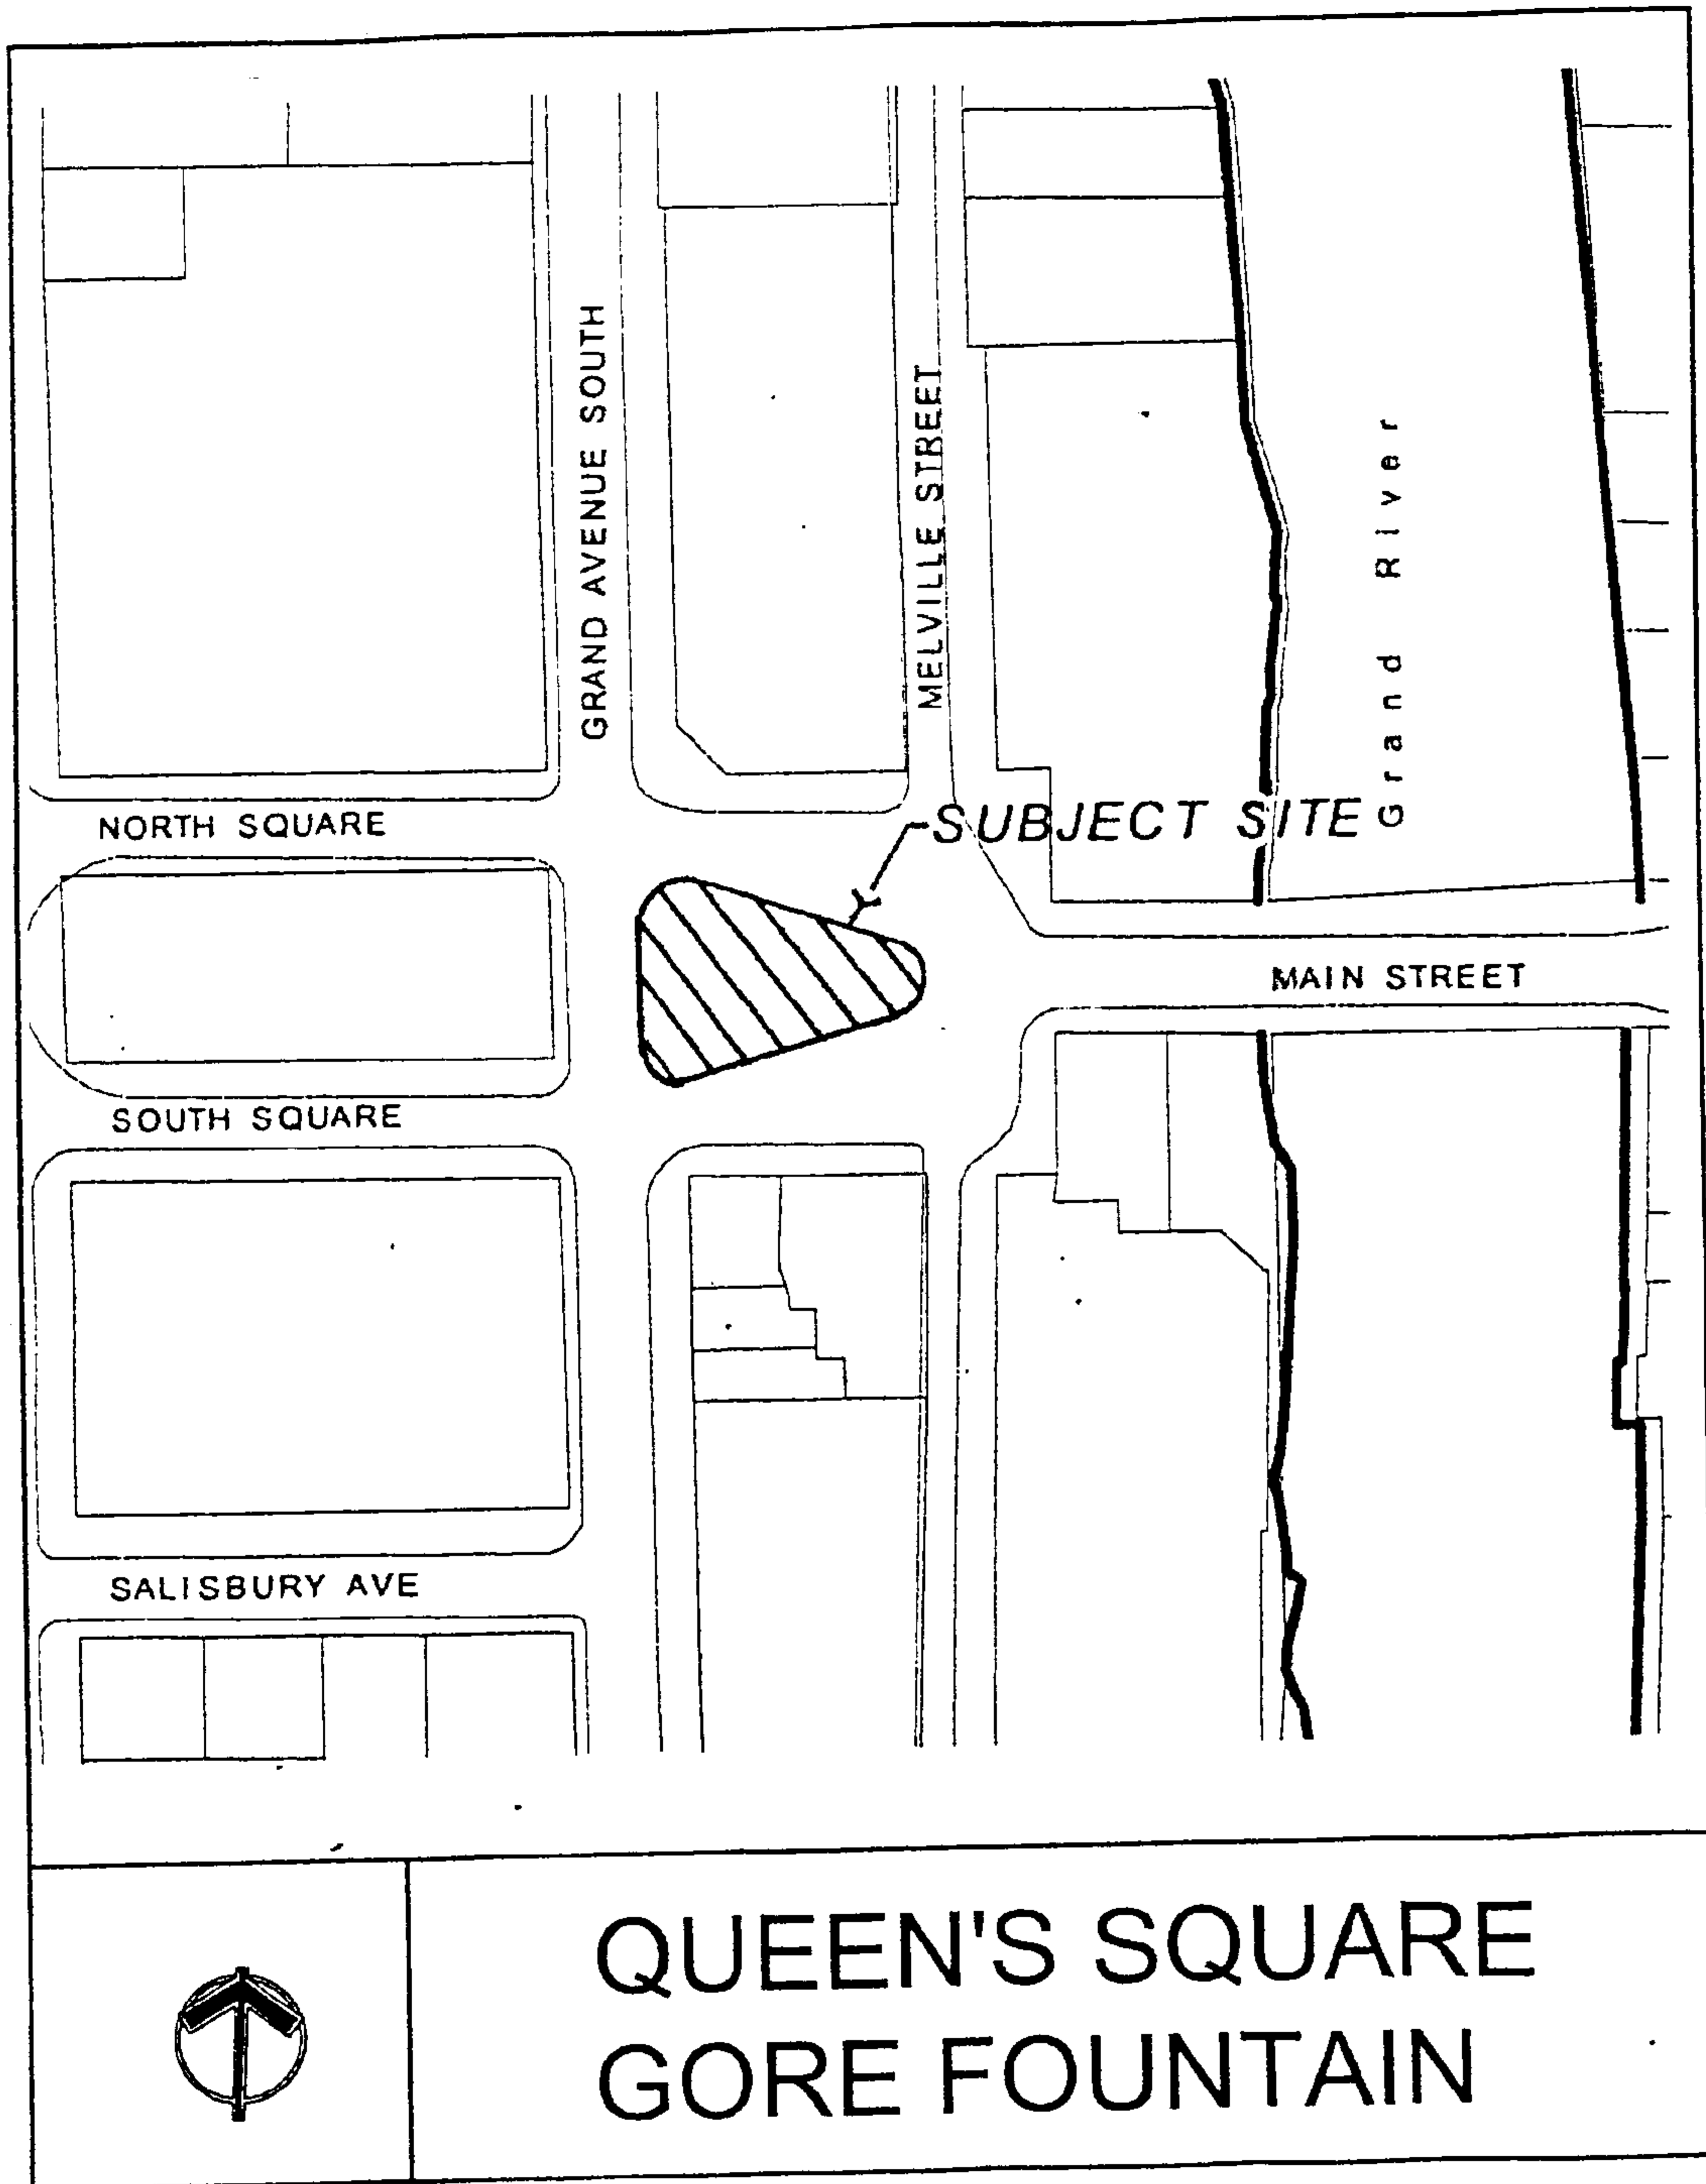 GRAND AVENUE SOUTH
MELVILLE STREET
Grand River
NORTH SQUARE
SUBJECT SITE
MAIN STREET
SOUTH SQUARE
SALISBURY AVE
QUEEN'S SQUARE
GORE FOUNTAIN